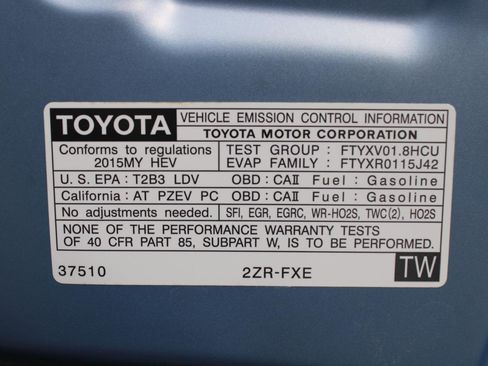 TOYOTA VEHICLE EMISSION CONTROL INFORMATION
TOYOTA MOTOR CORPORATION
Conforms to regulations
2015MY HEV
TEST GROUP : FTYXV01.8HCU
EVAP FAMILY : FTYXR0115J42
U.S. EPA : T2B3 LDV OBD : CAII Fuel : Gasoline
California : AT PZEV PC OBD : CAII Fuel : Gasoline
No adjustments needed. SFI, EGR, EGRC, WR-HO2S, TWC(2), HO2S
NONE OF THE PERFORMANCE WARRANTY TESTS
OF 40 CFR PART 85, SUBPART W, IS TO BE PERFORMED.
37510 2ZR-FXE TW